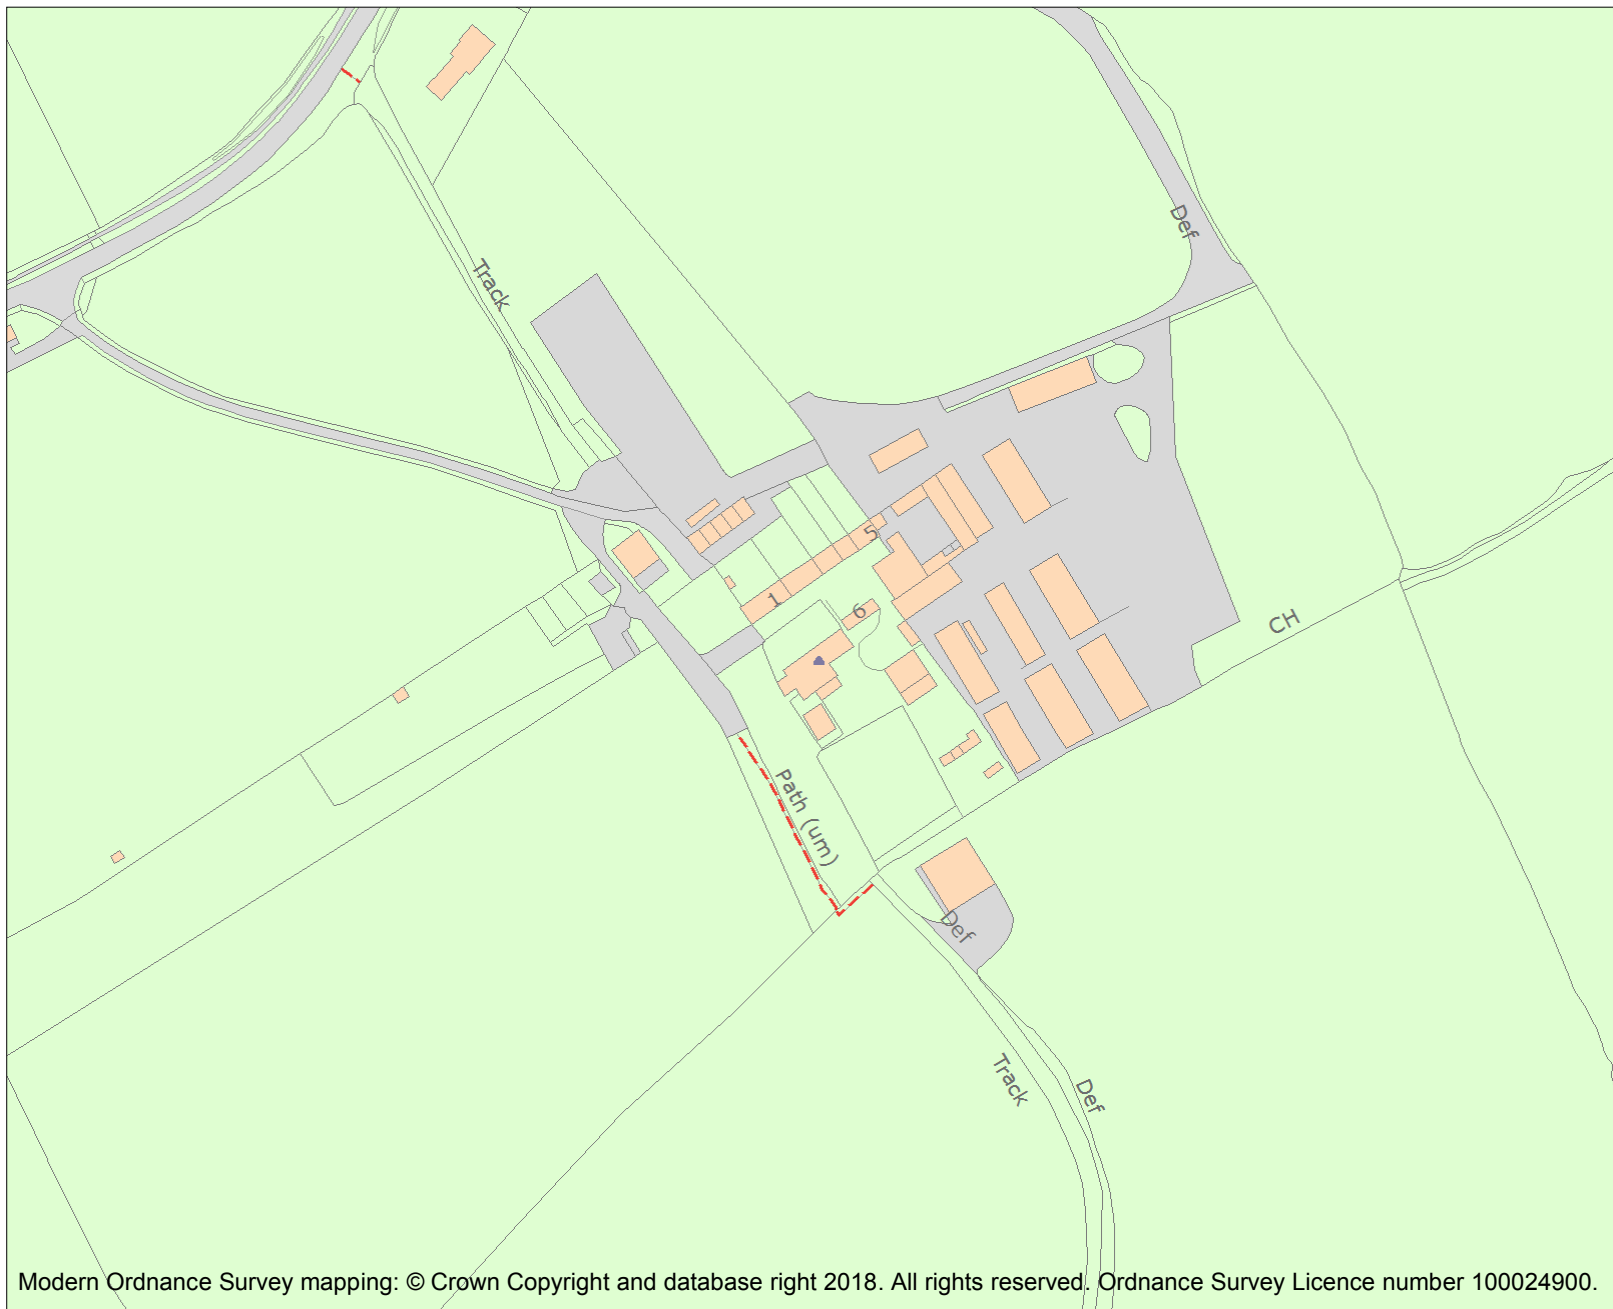 Def
Track
5
1
6
CH
Path (um)
Def
Track
Def
Modern Ordnance Survey mapping: © Crown Copyright and database right 2018. All rights reserved. Ordnance Survey Licence number 100024900.